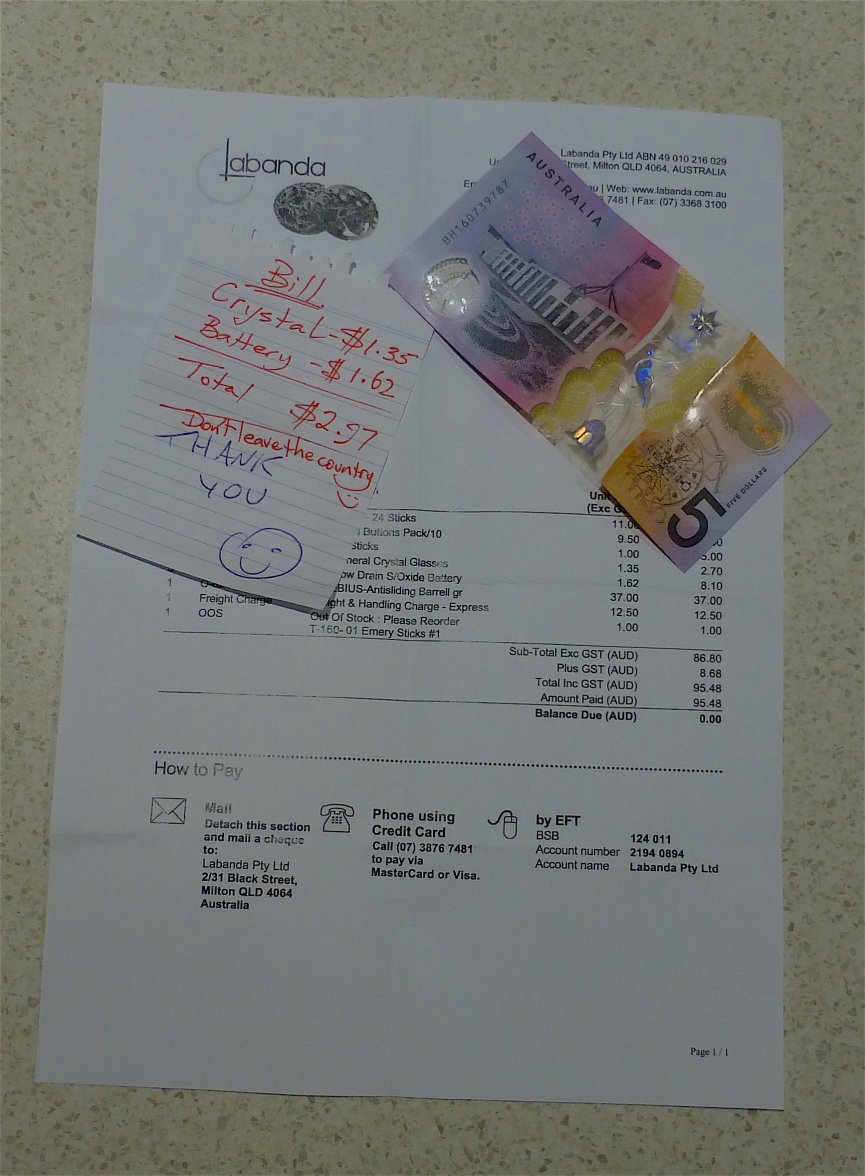 Labanda
Labanda Pty Ltd ABN 49 010 216 029
Street, Milton QLD 4064, AUSTRALIA
au | Web: www.labanda.com.au
7481 | Fax: (07) 3368 3100
AUSTRALIA
BH160739787
5
FIVE DOLLARS
Bill
Crystal - $1.35
Battery - $1.62
Total $2.97
Don't leave the country
THANK
YOU
(Exc
24 Sticks 11.00
Buttons Pack/10 9.50
Sticks 1.00 5.00
neral Crystal Glasses 1.35 2.70
ow Drain S/Oxide Battery 1.62 8.10
1 BIUS-Antisliding Barrell gr 37.00 37.00
1 Freight Charge ght & Handling Charge - Express 12.50 12.50
1 OOS Out Of Stock : Please Reorder 1.00 1.00
T-160- 01 Emery Sticks #1
Sub-Total Exc GST (AUD) 86.80
Plus GST (AUD) 8.68
Total Inc GST (AUD) 95.48
Amount Paid (AUD) 95.48
Balance Due (AUD) 0.00
How to Pay
Mail
Detach this section
and mail a cheque
to:
Labanda Pty Ltd
2/31 Black Street,
Milton QLD 4064
Australia
Phone using
Credit Card
Call (07) 3876 7481
to pay via
MasterCard or Visa.
by EFT
BSB 124 011
Account number 2194 0894
Account name Labanda Pty Ltd
Page 1 / 1